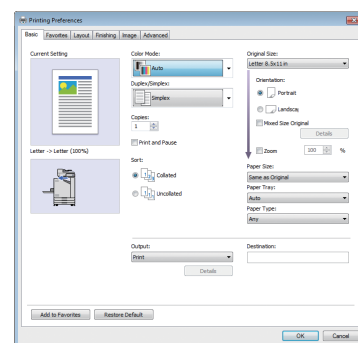 Printing Preferences
Basic Favorites Layout Finishing Image Advanced
Current Setting
Letter -> Letter (100%)
Color Mode:
Auto
Duplex/Simplex:
Simplex
Copies:
1
Print and Pause
Sort:
Collated
Uncollated
Output:
Print
Details
Original Size:
Letter 8.5x11 in
Orientation:
Portrait
Landscap
Mixed Size Original
Details
Zoom 100 %
Paper Size:
Same as Original
Paper Tray:
Auto
Paper Type:
Any
Destination:
Add to Favorites Restore Default
OK Cancel